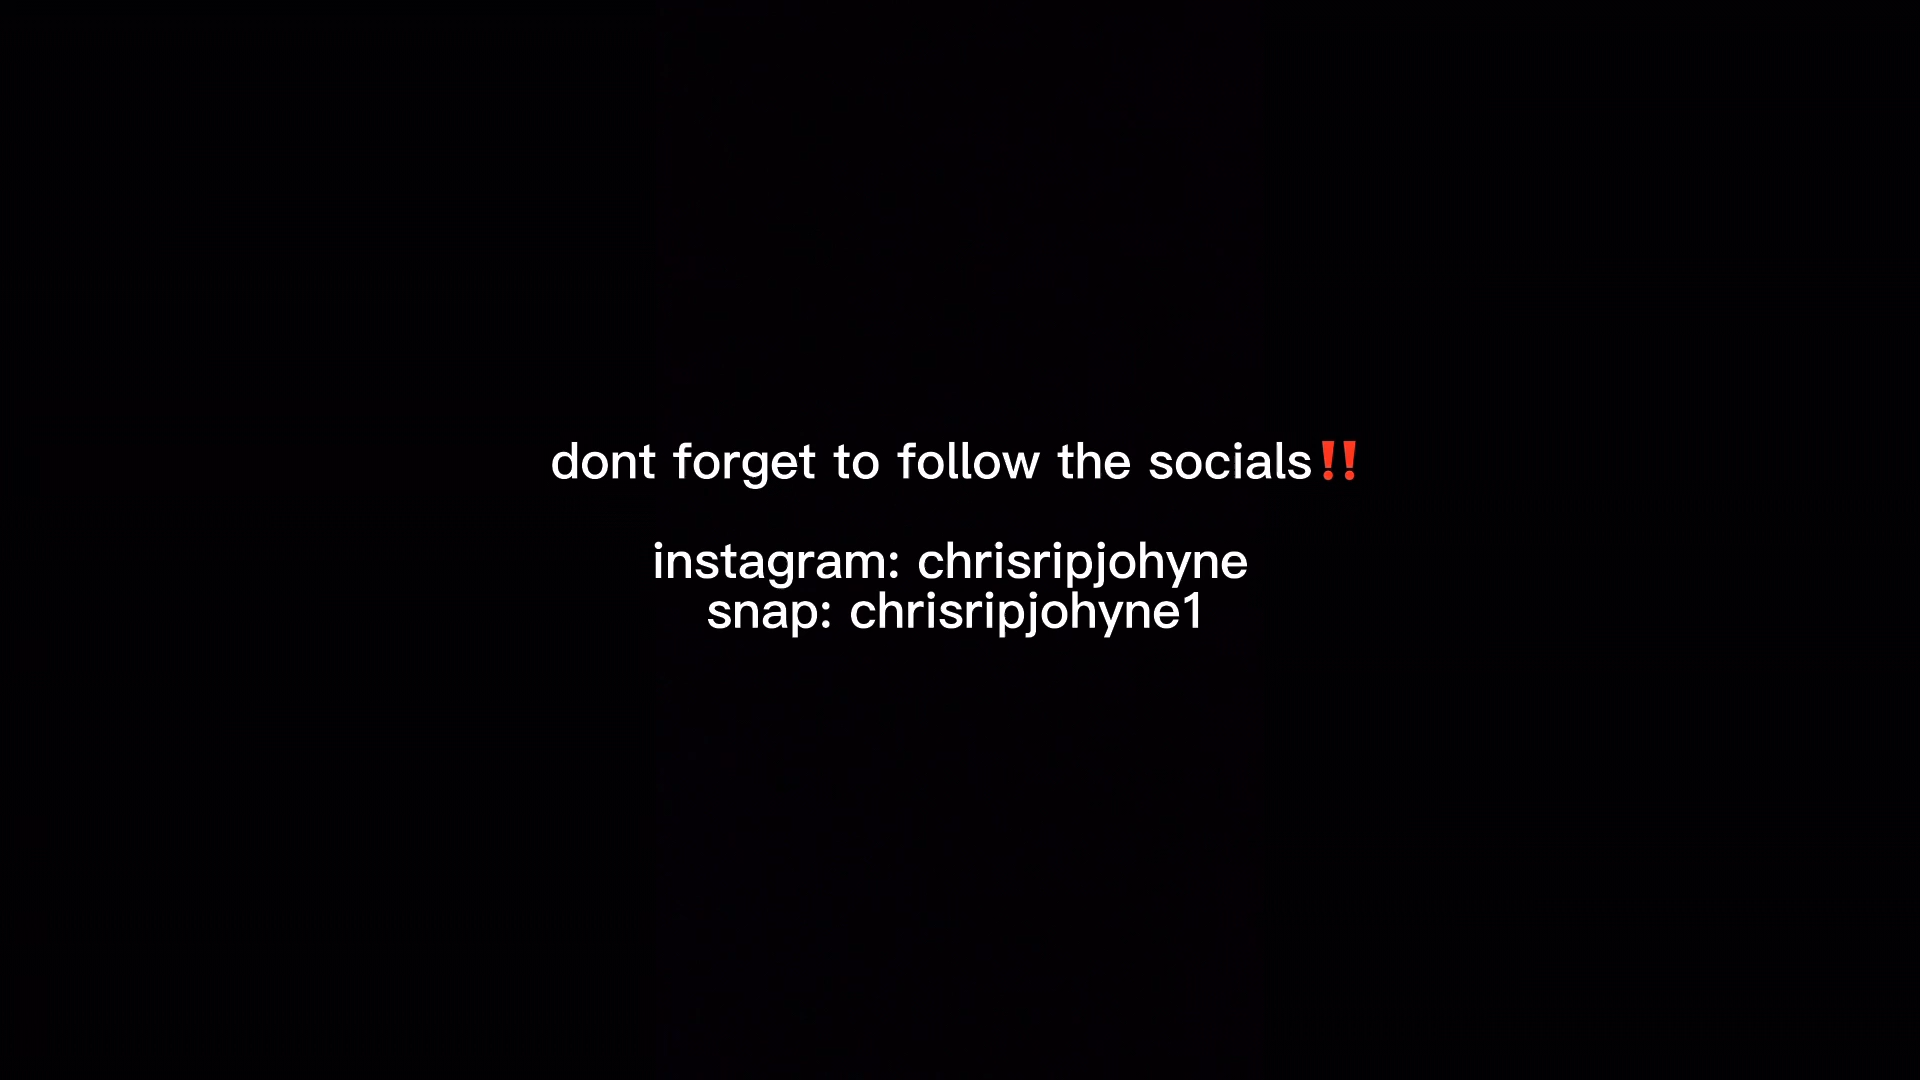 dont forget to follow the socials‼️
instagram: chrisripjohyne
snap: chrisripjohyne1